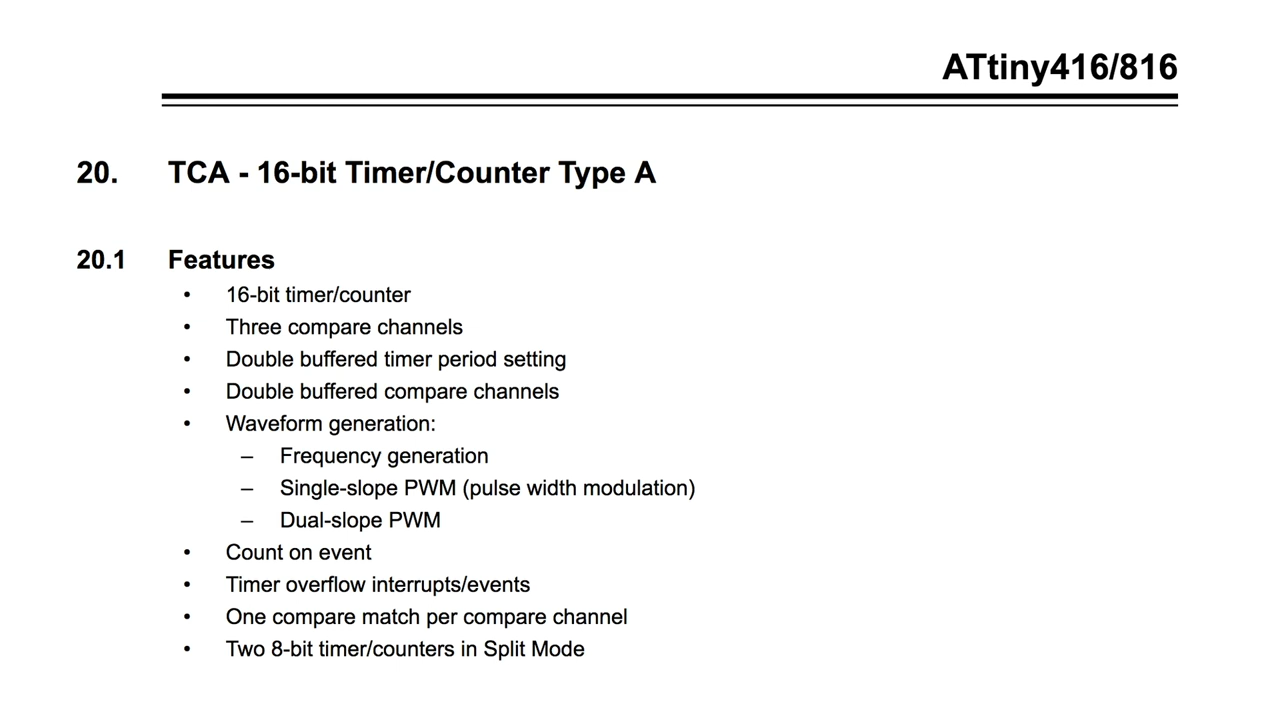 ATtiny416/816
20. TCA - 16-bit Timer/Counter Type A
20.1 Features
• 16-bit timer/counter
• Three compare channels
• Double buffered timer period setting
• Double buffered compare channels
• Waveform generation:
– Frequency generation
– Single-slope PWM (pulse width modulation)
– Dual-slope PWM
• Count on event
• Timer overflow interrupts/events
• One compare match per compare channel
• Two 8-bit timer/counters in Split Mode